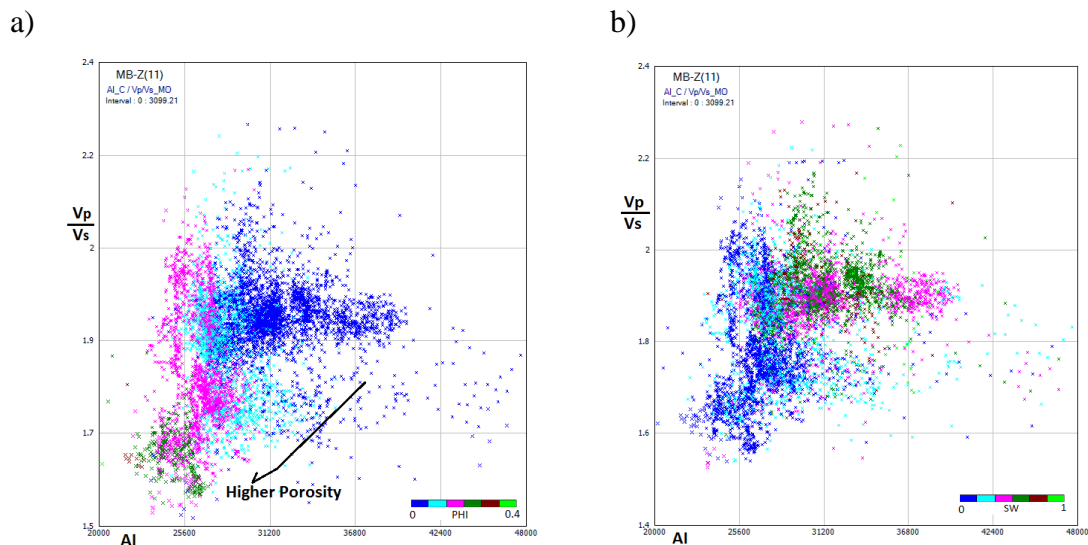 a)
MB-Z(11)
AI_C / Vp/Vs_MO
Interval : 0 : 3099.21
2.4
2.2
2
1.9
1.7
1.5
Vp
Vs
Higher Porosity
0 PHI 0.4
20000 25600 31200 36800 42400 48000
AI
b)
MB-Z(11)
AI_C / Vp/Vs_MO
Interval : 0 : 3099.21
2.4
2.2
2
1.8
1.6
1.4
Vp
Vs
0 SW 1
20000 25600 31200 36800 42400 48000
AI